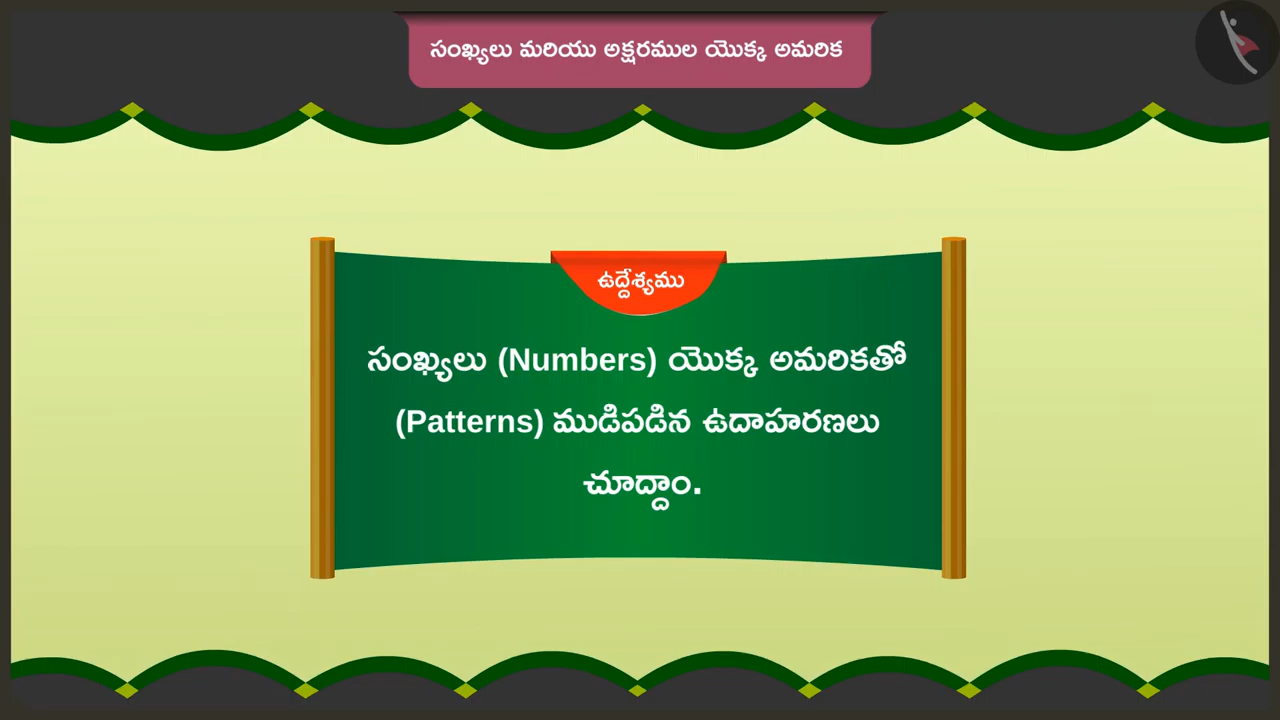 సంఖ్యలు మరియు అక్షరముల యొక్క అమరిక
ఉద్దేశ్యము
సంఖ్యలు (Numbers) యొక్క అమరికతో
(Patterns) ముడిపడిన ఉదాహరణలు
చూద్దాం.